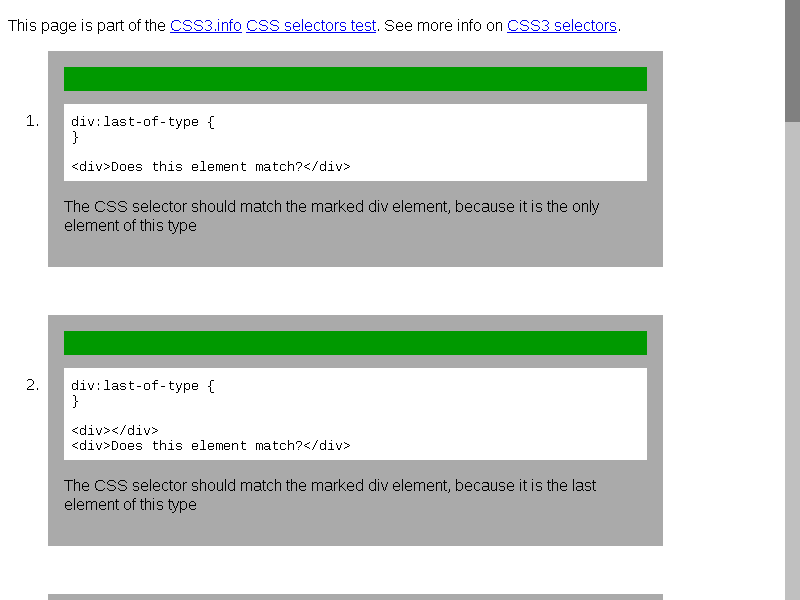 This page is part of the CSS3.info CSS selectors test. See more info on CSS3 selectors.
1.
div:last-of-type {
}
<div>Does this element match?</div>
The CSS selector should match the marked div element, because it is the only
element of this type
2.
div:last-of-type {
}
<div></div>
<div>Does this element match?</div>
The CSS selector should match the marked div element, because it is the last
element of this type